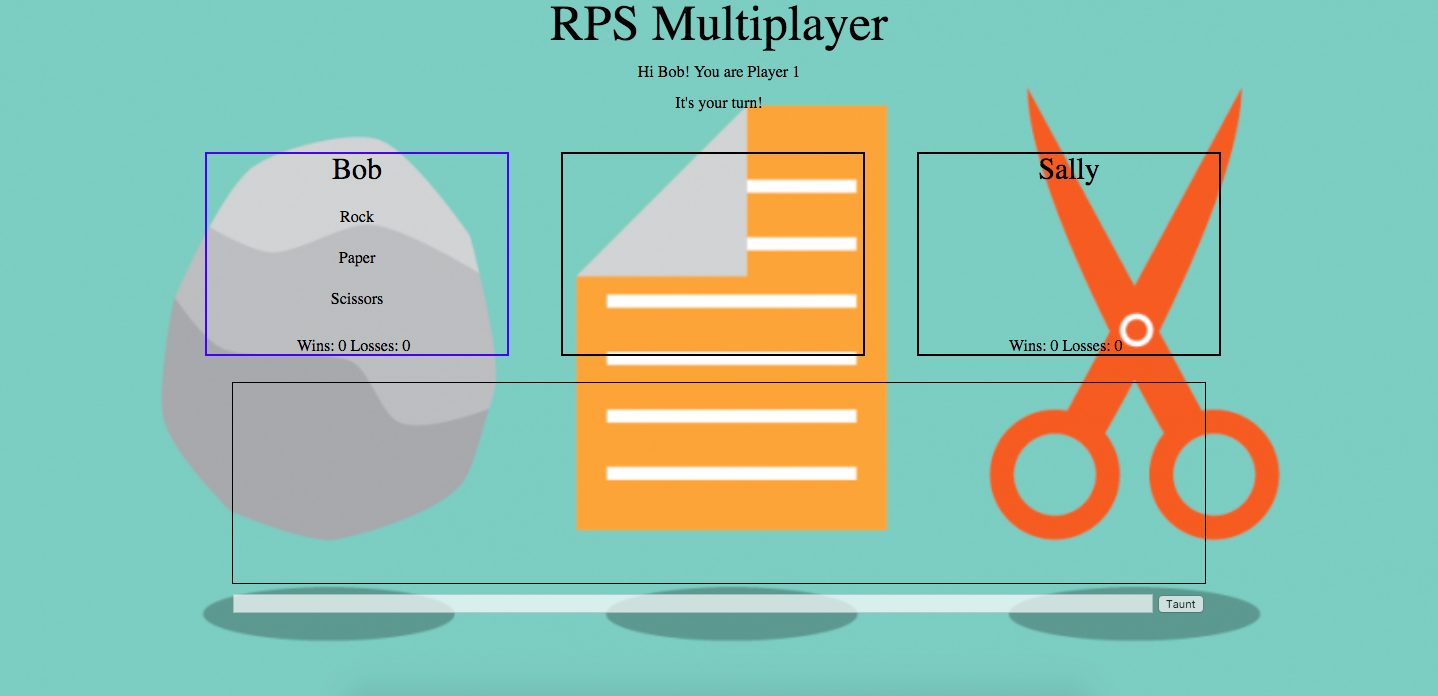 RPS Multiplayer
Hi Bob! You are Player 1
It's your turn!
Bob
Rock
Paper
Scissors
Wins: 0 Losses: 0
Sally
Wins: 0 Losses: 0
Taunt